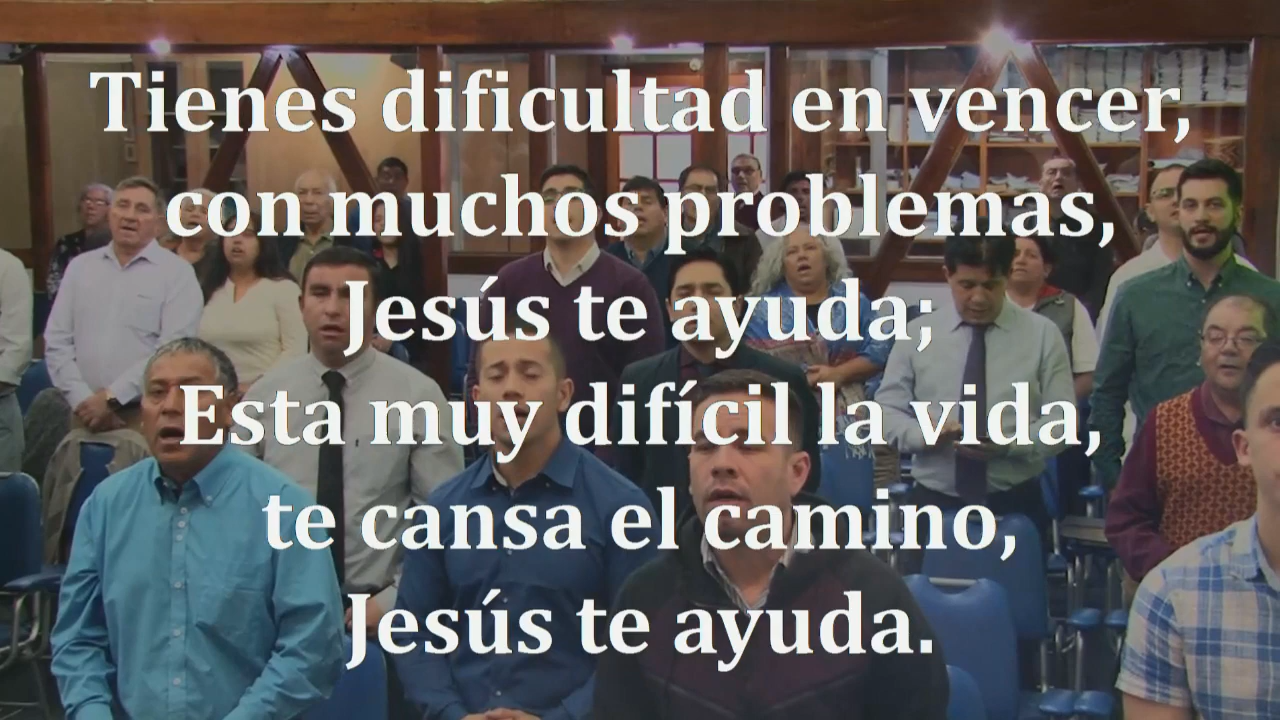 Tienes dificultad en vencer,
con muchos problemas,
Jesús te ayuda;
Esta muy difícil la vida,
te cansa el camino,
Jesús te ayuda.